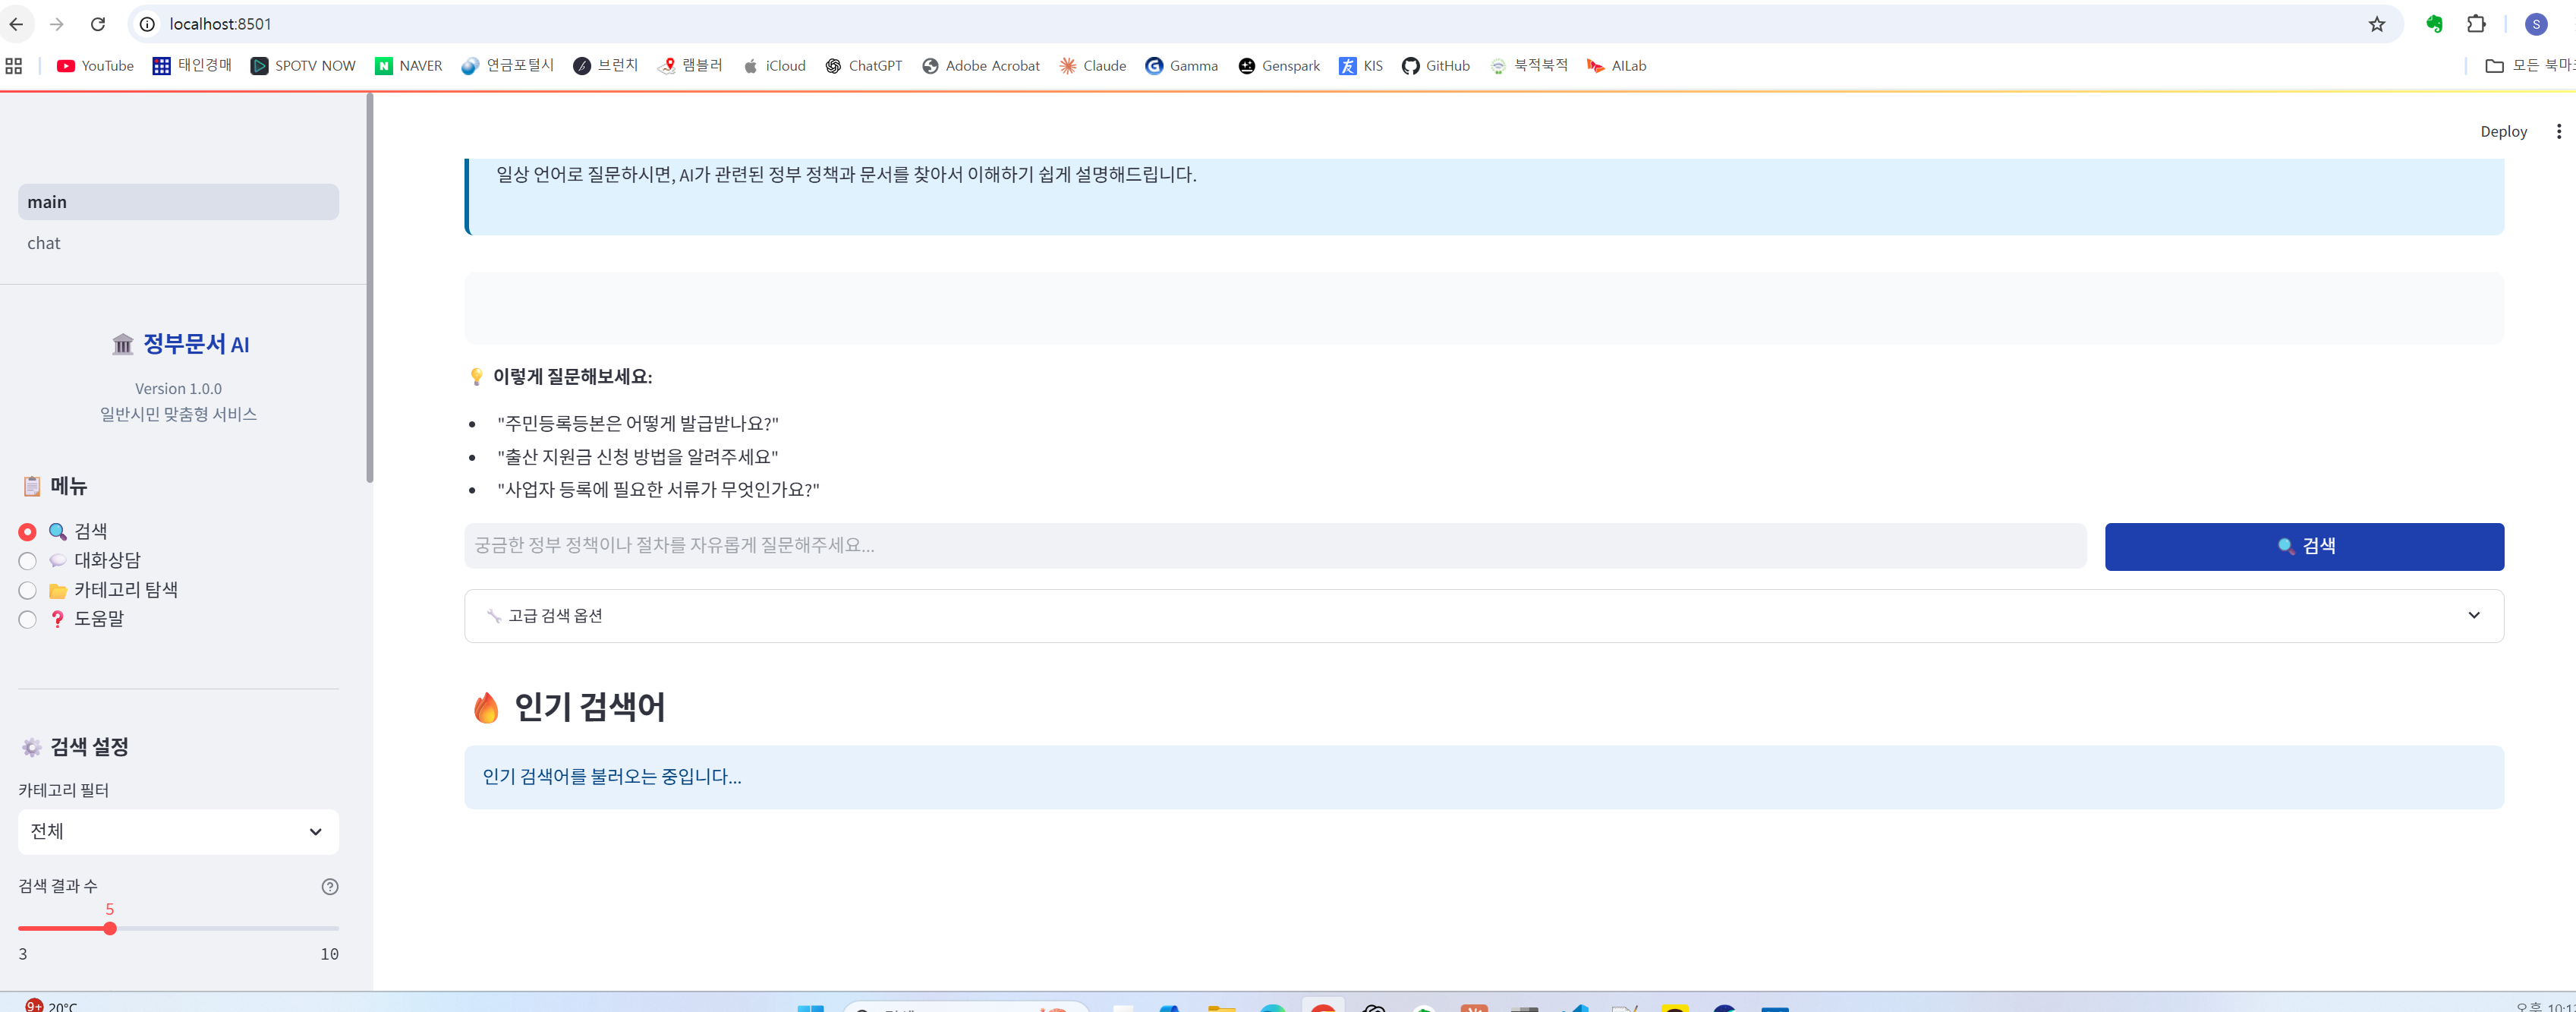 localhost:8501
YouTube 태인경매 SPOTV NOW NAVER 연금포털시 브런치 램블러 iCloud ChatGPT Adobe Acrobat Claude Gamma Genspark KIS GitHub 북적북적 AILab 모든 북마크
Deploy
main
chat
정부문서 AI
Version 1.0.0
일반시민 맞춤형 서비스
메뉴
검색
대화상담
카테고리 탐색
도움말
검색 설정
카테고리 필터
전체
검색 결과 수
5
3 10
일상 언어로 질문하시면, AI가 관련된 정부 정책과 문서를 찾아서 이해하기 쉽게 설명해드립니다.
이렇게 질문해보세요:
"주민등록등본은 어떻게 발급받나요?"
"출산 지원금 신청 방법을 알려주세요"
"사업자 등록에 필요한 서류가 무엇인가요?"
궁금한 정부 정책이나 절차를 자유롭게 질문해주세요...
검색
고급 검색 옵션
인기 검색어
인기 검색어를 불러오는 중입니다...
9+ 20°C